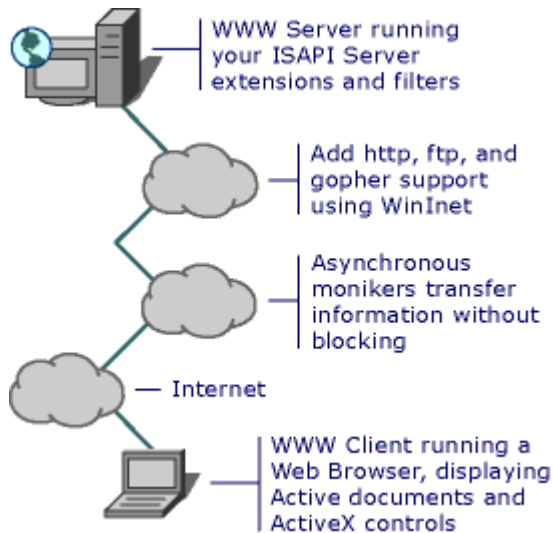 WWW Server running
your ISAPI Server
extensions and filters
Add http, ftp, and
gopher support
using WinInet
Asynchronous
monikers transfer
information without
blocking
Internet
WWW Client running a
Web Browser, displaying
Active documents and
ActiveX controls